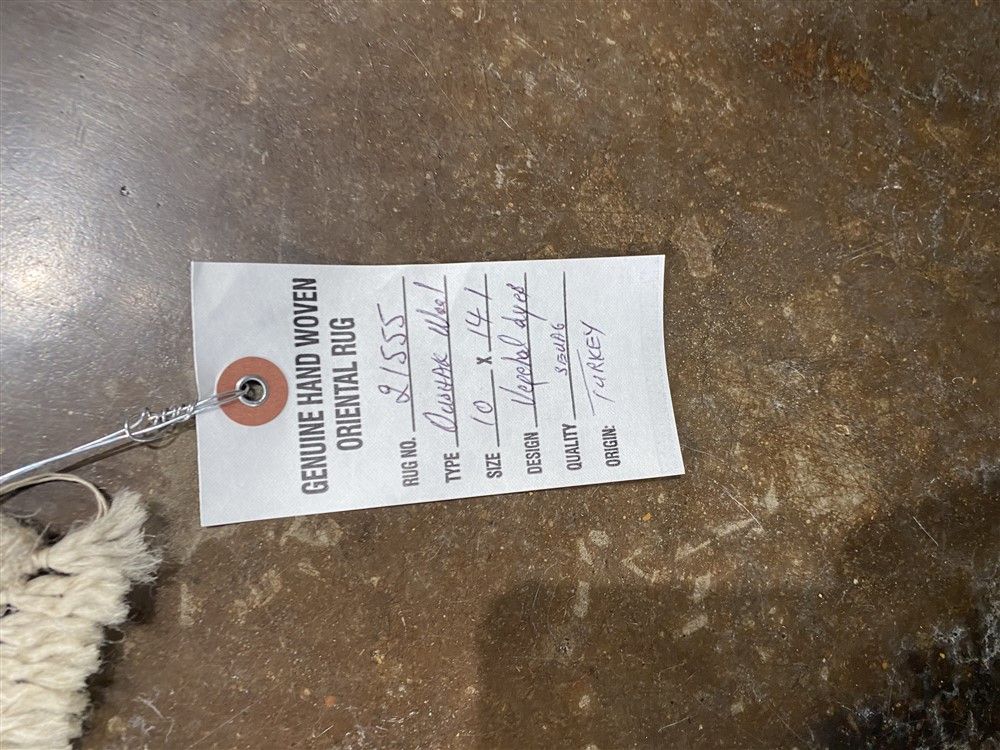 GENUINE HAND WOVEN
ORIENTAL RUG
RUG NO. 21555
TYPE Oushak Wool
SIZE 10 X 14.1
DESIGN dyes
QUALITY
ORIGIN: TURKEY